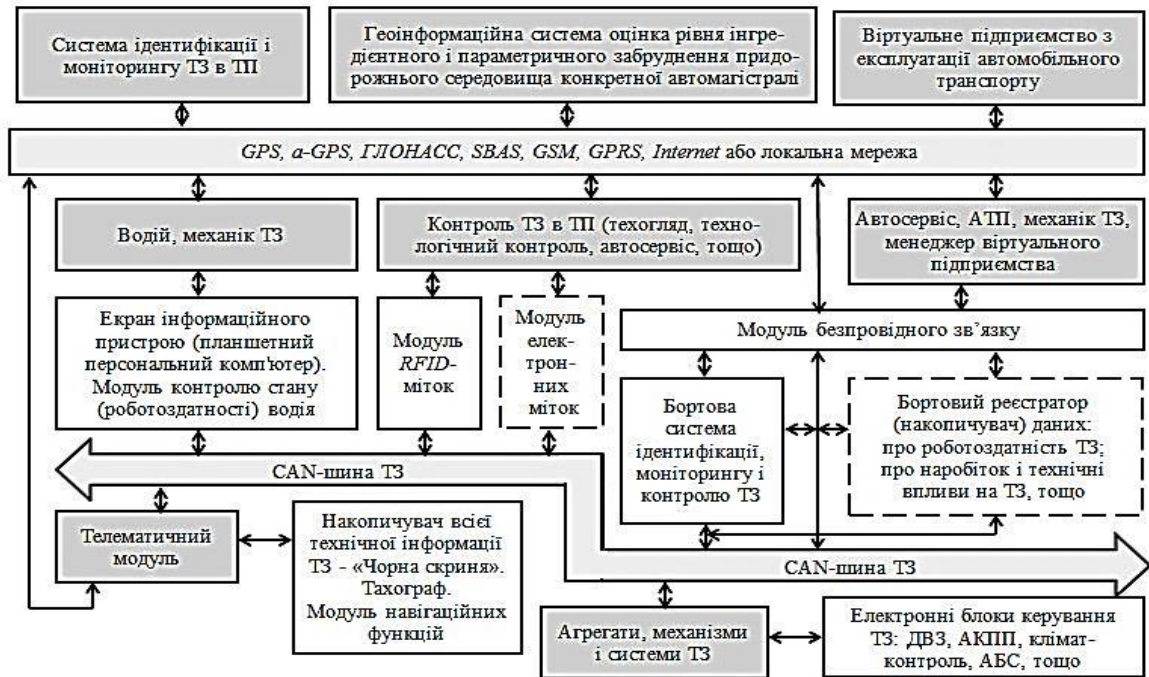 Система ідентифікації і
моніторингу ТЗ в ТП
Геоінформаційна система оцінка рівня інгре-
дієнтного і параметричного забруднення придо-
рожнього середовища конкретної автомагістралі
Віртуальне підприємство з
експлуатації автомобільного
транспорту
GPS, a-GPS, ГЛОНАСС, SBAS, GSM, GPRS, Internet або локальна мережа
Водій, механік ТЗ
Контроль ТЗ в ТП (техогляд, техно-
логічний контроль, автосервіс, тощо)
Автосервіс, АТП, механік ТЗ,
менеджер віртуального
підприємства
Екран інформаційного
пристрою (планшетний
персональний комп'ютер).
Модуль контролю стану
(роботоздатності) водія
Модуль
RFID-
міток
Модуль
елек-
трон-
них
міток
Модуль безпровідного зв’язку
Бортова
система
ідентифікації,
моніторингу і
контролю ТЗ
Бортовий реєстратор
(накопичувач) даних:
про роботоздатність ТЗ;
про наробіток і технічні
впливи на ТЗ, тощо
CAN-шина ТЗ
Телематичний
модуль
Накопичувач всієї
технічної інформації
ТЗ - «Чорна скриня».
Тахограф.
Модуль навігаційних
функцій
CAN-шина ТЗ
Агрегати, механізми
і системи ТЗ
Електронні блоки керування
ТЗ: ДВЗ, АКПП, клімат-
контроль, АБС, тощо